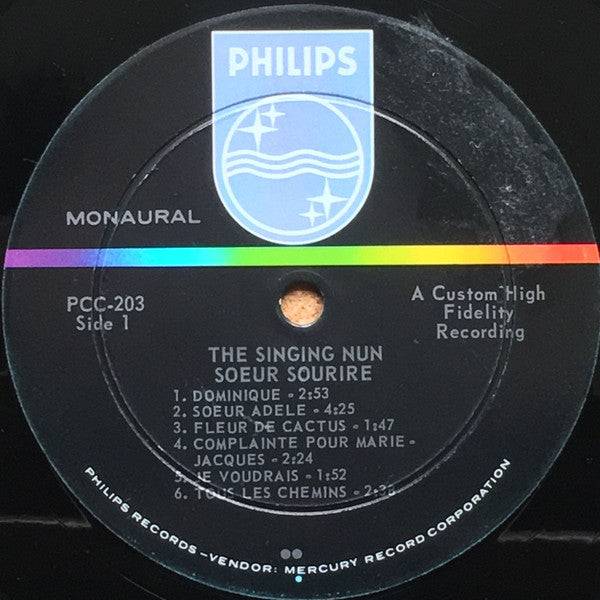 PHILIPS
MONAURAL
PCC-203
Side 1
A Custom High
Fidelity
Recording
THE SINGING NUN
SOEUR SOURIRE
1. DOMINIQUE - 2:53
2. SOEUR ADELE - 4:25
3. FLEUR DE CACTUS - 1:47
4. COMPLAINTE POUR MARIE-
JACQUES - 2:24
5. JE VOUDRAIS - 1:52
6. TOUS LES CHEMINS - 2:38
PHILIPS RECORDS—VENDOR: MERCURY RECORD CORPORATION